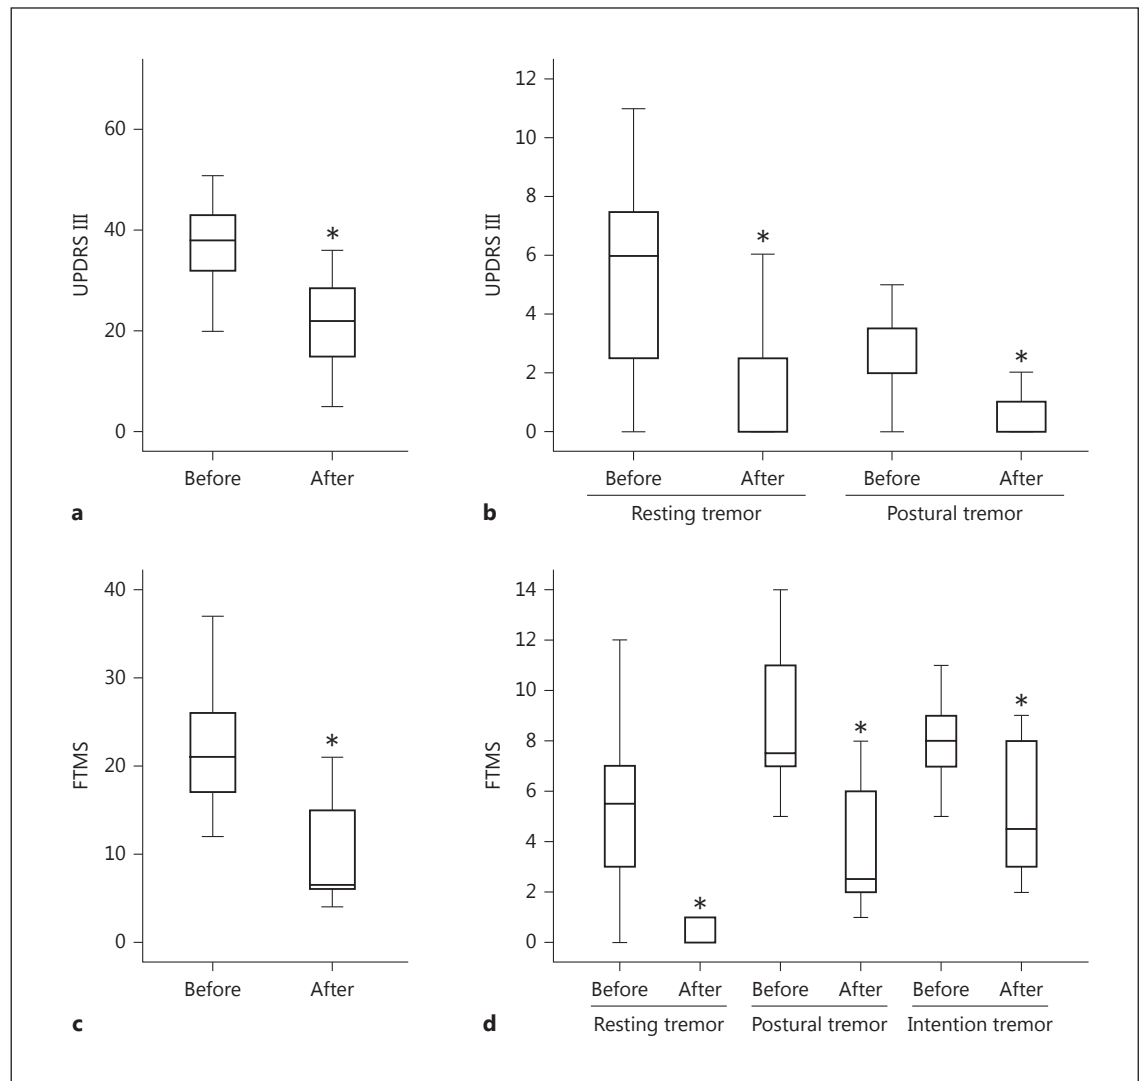 60
40
20
0
UPDRS III
*
Before
After
a
12
10
8
6
4
2
0
UPDRS III
*
*
Before
After
Before
After
Resting tremor
Postural tremor
b
40
30
20
10
0
FTMS
*
Before
After
c
14
12
10
8
6
4
2
0
FTMS
*
*
*
Before
After
Before
After
Before
After
Resting tremor
Postural tremor
Intention tremor
d